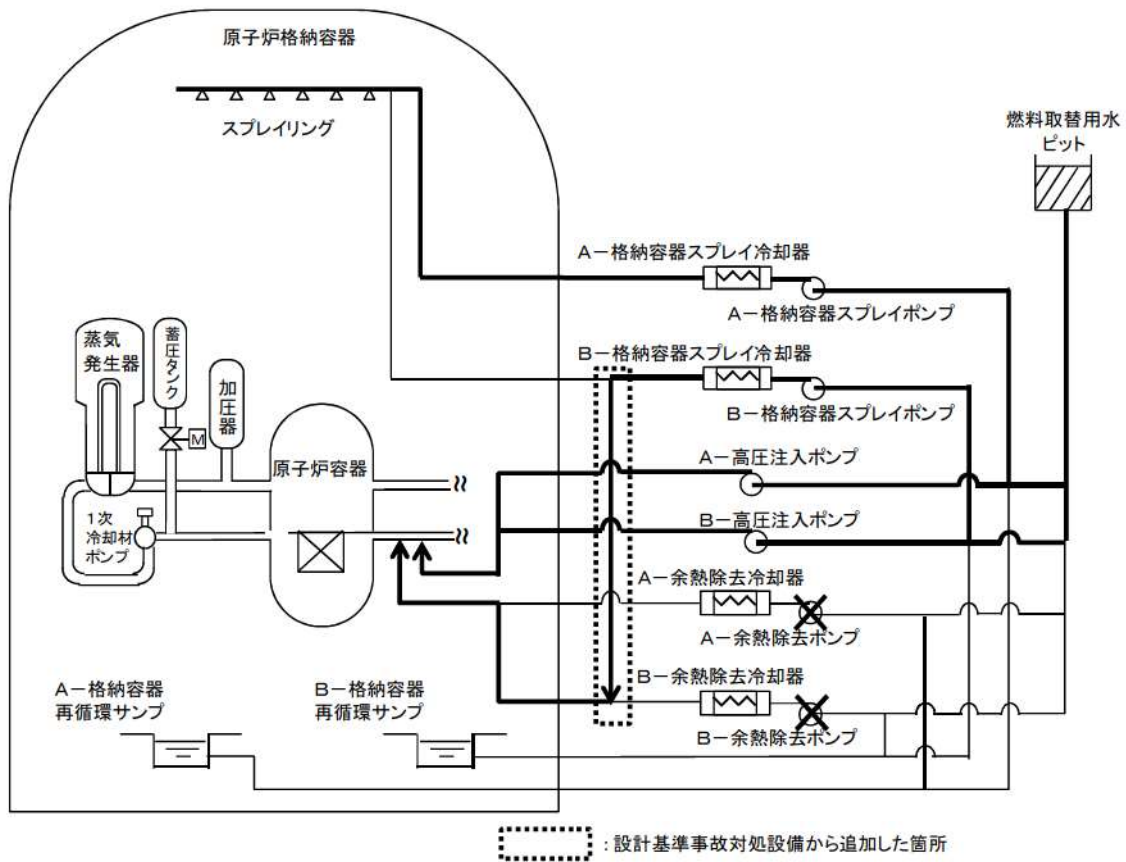 原子炉格納容器
スプレイリング
燃料取替用水
ピット
A－格納容器スプレイ冷却器
A－格納容器スプレイポンプ
B－格納容器スプレイ冷却器
B－格納容器スプレイポンプ
蒸気
発生器
蓄圧タンク
加圧器
M
原子炉容器
1次
冷却材
ポンプ
A－高圧注入ポンプ
B－高圧注入ポンプ
A－余熱除去冷却器
A－余熱除去ポンプ
B－余熱除去冷却器
B－余熱除去ポンプ
A－格納容器
再循環サンプ
B－格納容器
再循環サンプ
：設計基準事故対処設備から追加した箇所